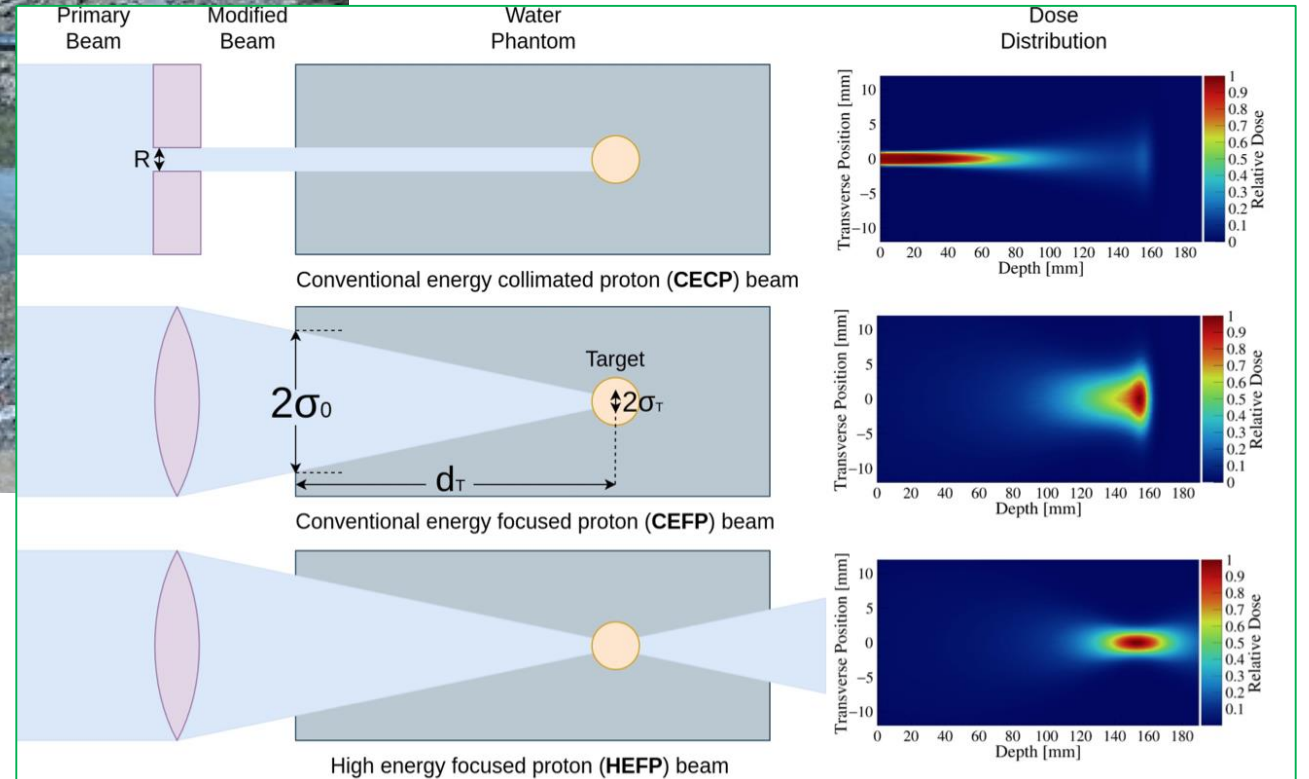 Primary
Beam
Modified
Beam
Water
Phantom
Dose
Distribution
R
Conventional energy collimated proton (CECP) beam
Transverse Position [mm]
10
5
0
−5
−10
0 20 40 60 80 100 120 140 160 180
Depth [mm]
1
0.9
0.8
0.7
0.6
0.5
0.4
0.3
0.2
0.1
0
Relative Dose
2σ₀
Target
2σT
dT
Conventional energy focused proton (CEFP) beam
Transverse Position [mm]
10
5
0
−5
−10
0 20 40 60 80 100 120 140 160 180
Depth [mm]
1
0.9
0.8
0.7
0.6
0.5
0.4
0.3
0.2
0.1
0
Relative Dose
High energy focused proton (HEFP) beam
Transverse Position [mm]
10
5
0
−5
−10
0 20 40 60 80 100 120 140 160 180
Depth [mm]
1
0.9
0.8
0.7
0.6
0.5
0.4
0.3
0.2
0.1
Relative Dose